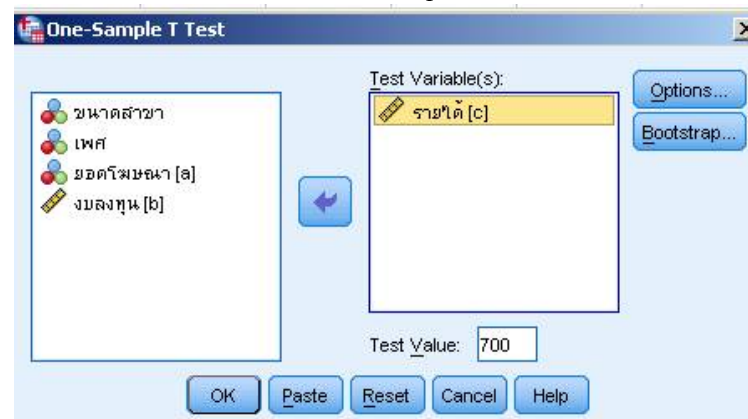 One-Sample T Test
ขนาดสาขา
เพศ
ยอดโฆษณา [a]
งบลงทุน [b]
Test Variable(s):
รายได้ [c]
Options...
Bootstrap...
Test Value: 700
OK
Paste
Reset
Cancel
Help